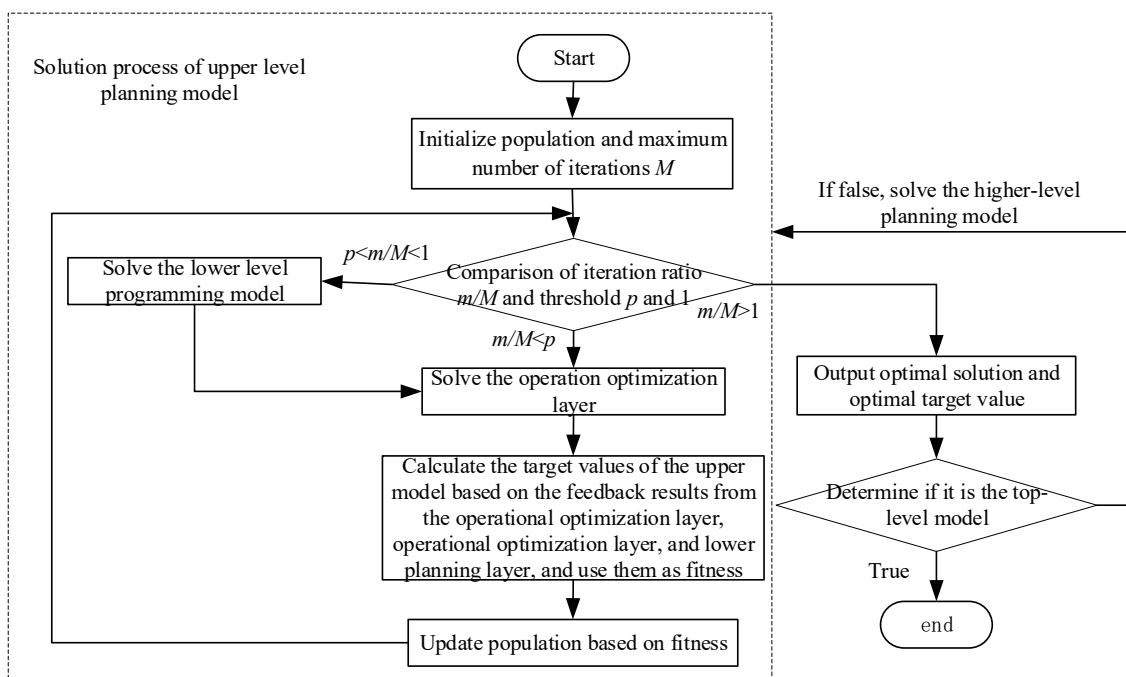 Solution process of upper level
planning model
Start
Initialize population and maximum
number of iterations M
If false, solve the higher-level
planning model
p<m/M<1
Solve the lower level
programming model
Comparison of iteration ratio
m/M and threshold p and 1
m/M>1
m/M<p
Solve the operation optimization
layer
Output optimal solution and
optimal target value
Calculate the target values of the upper
model based on the feedback results from
the operational optimization layer,
operational optimization layer, and lower
planning layer, and use them as fitness
Determine if it is the top-
level model
True
end
Update population based on fitness